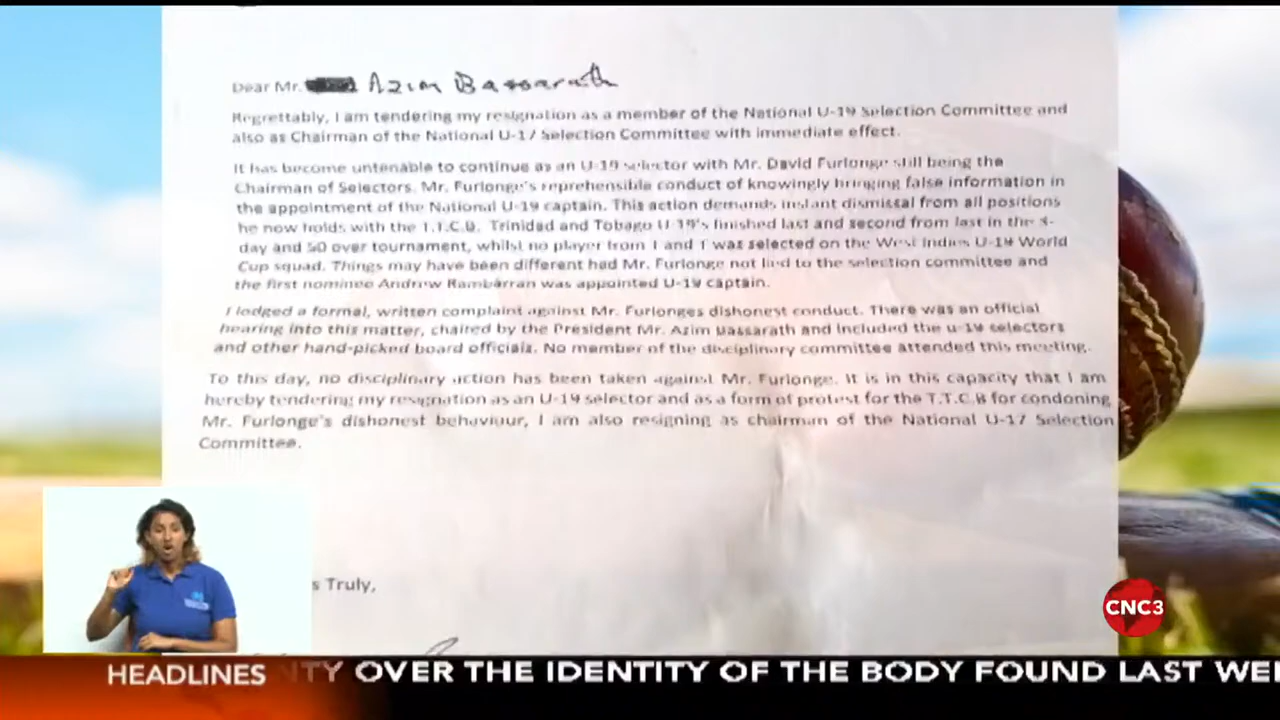 Dear Mr. Azim Bassarath
Regrettably, I am tendering my resignation as a member of the National U-19 Selection Committee and
also as Chairman of the National U-17 Selection Committee with immediate effect.
It has become untenable to continue as an U-19 selector with Mr. David Furlonge still being the
Chairman of Selectors. Mr. Furlonge's reprehensible conduct of knowingly bringing false information in
the appointment of the National U-19 captain. This action demands instant dismissal from all positions
he now holds with the T.T.C.B. Trinidad and Tobago U-19's finished last and second from last in the 3-
day and 50 over tournament, whilst no player from T and T was selected on the West Indies U-19 World
Cup squad. Things may have been different had Mr. Furlonge not lied to the selection committee and
the first nominee Andrew Rambarran was appointed U-19 captain.
I lodged a formal, written complaint against Mr. Furlonges dishonest conduct. There was an official
hearing into this matter, chaired by the President Mr. Azim Bassarath and included the u-19 selectors
and other hand-picked board officials. No member of the disciplinary committee attended this meeting.
To this day, no disciplinary action has been taken against Mr. Furlonge. It is in this capacity that I am
hereby tendering my resignation as an U-19 selector and as a form of protest for the T.T.C.B for condoning
Mr. Furlonge's dishonest behaviour, I am also resigning as chairman of the National U-17 Selection
Committee.
s Truly,
CNC3
HEADLINES
NTY OVER THE IDENTITY OF THE BODY FOUND LAST WE